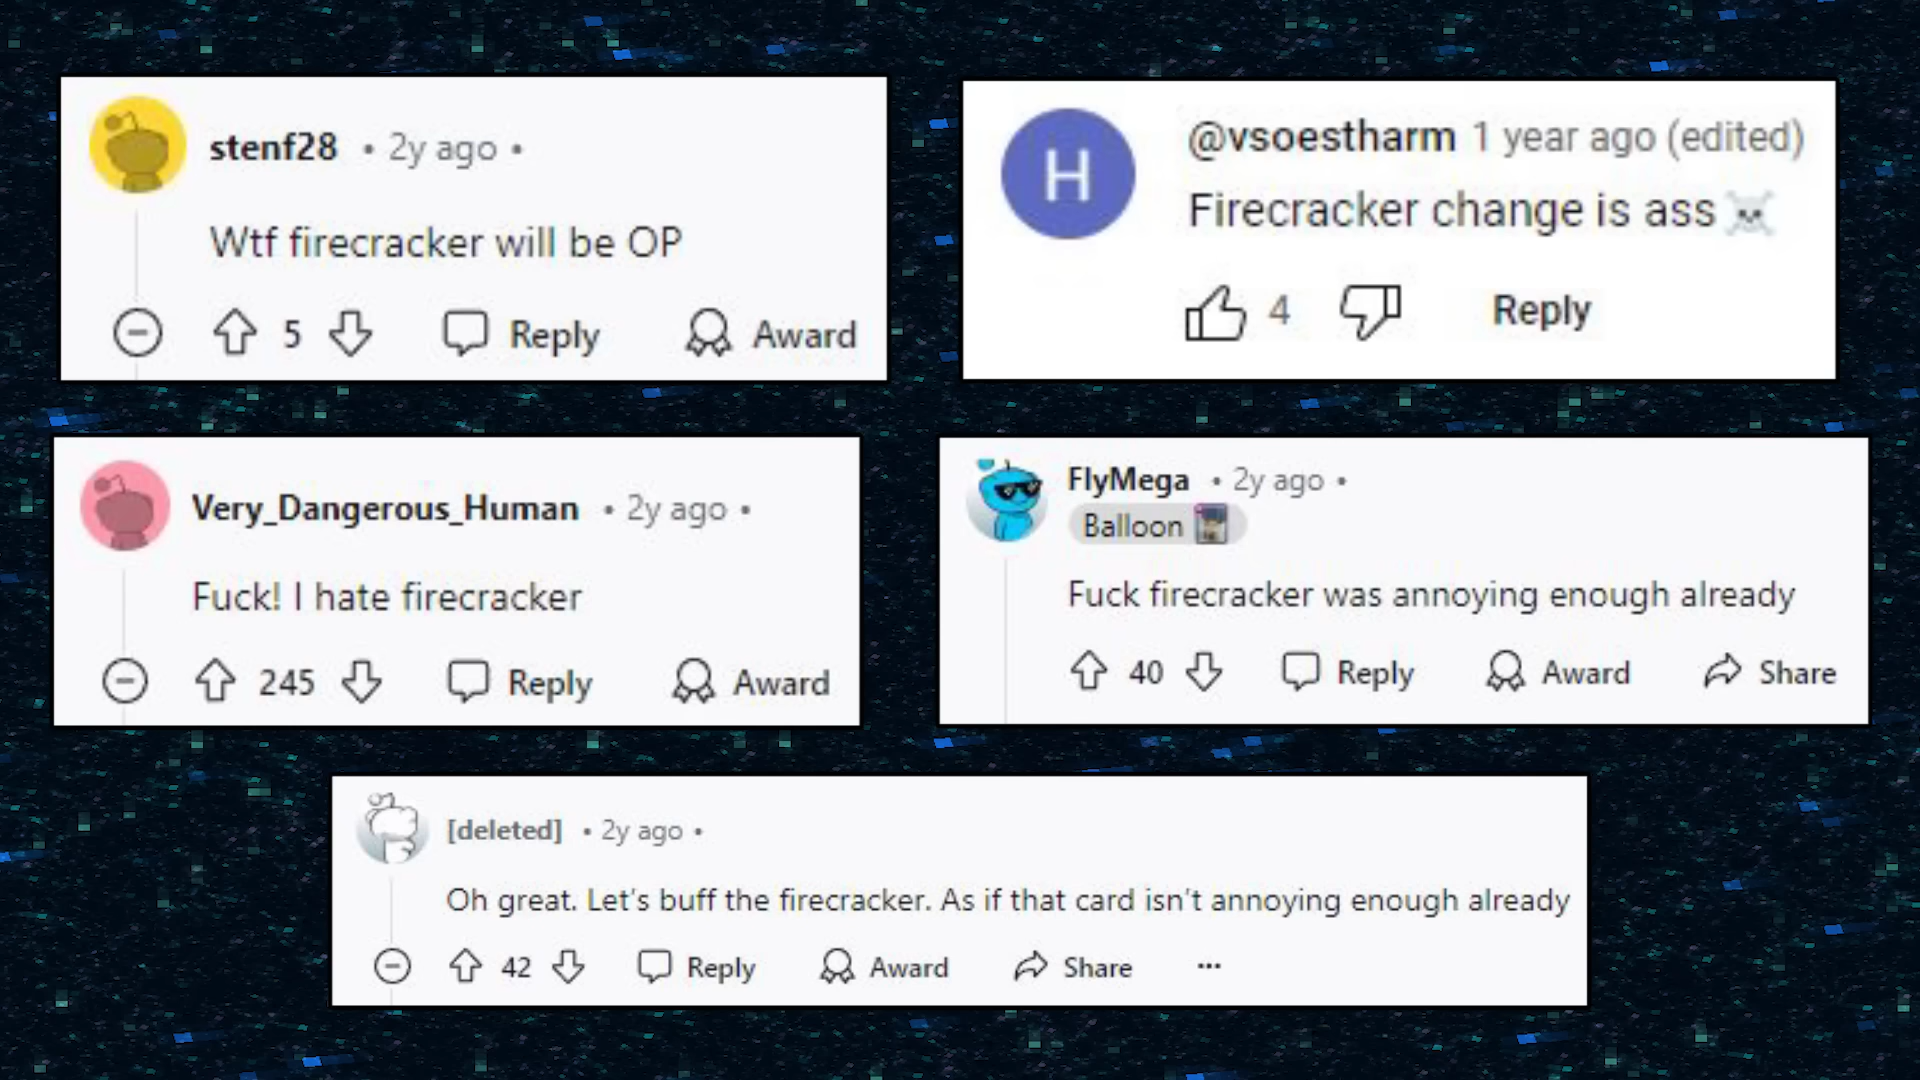 stenf28 • 2y ago •
Wtf firecracker will be OP
5 Reply Award
@vsoestharm 1 year ago (edited)
H
Firecracker change is ass☠
4 Reply
Very_Dangerous_Human • 2y ago •
Fuck! I hate firecracker
245 Reply Award
FlyMega • 2y ago •
Balloon
Fuck firecracker was annoying enough already
40 Reply Award Share
[deleted] • 2y ago •
Oh great. Let's buff the firecracker. As if that card isn't annoying enough already
42 Reply Award Share ...